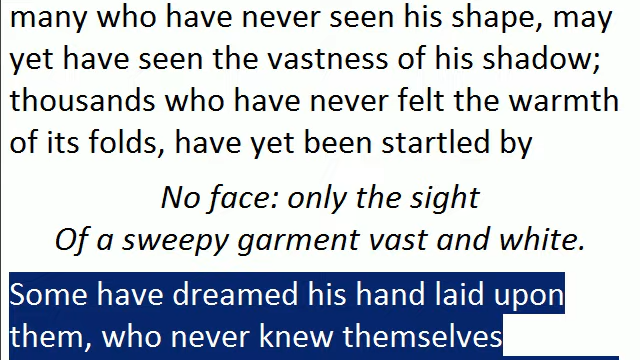 many who have never seen his shape, may
yet have seen the vastness of his shadow;
thousands who have never felt the warmth
of its folds, have yet been startled by
No face: only the sight
Of a sweepy garment vast and white.
Some have dreamed his hand laid upon
them, who never knew themselves